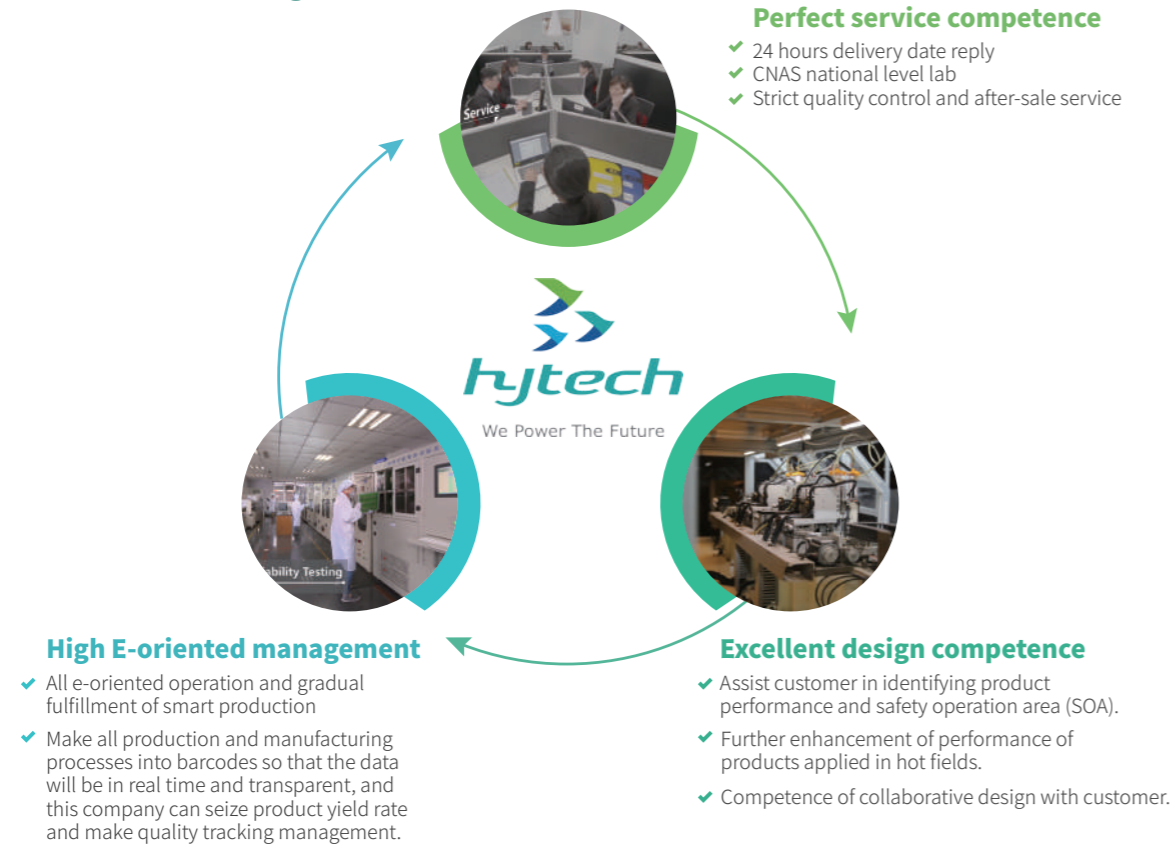 Perfect service competence
24 hours delivery date reply
CNAS national level lab
Strict quality control and after-sale service
Service
hytech
We Power The Future
ability Testing
High E-oriented management
All e-oriented operation and gradual
fulfillment of smart production
Make all production and manufacturing
processes into barcodes so that the data
will be in real time and transparent, and
this company can seize product yield rate
and make quality tracking management.
Excellent design competence
Assist customer in identifying product
performance and safety operation area (SOA).
Further enhancement of performance of
products applied in hot fields.
Competence of collaborative design with customer.